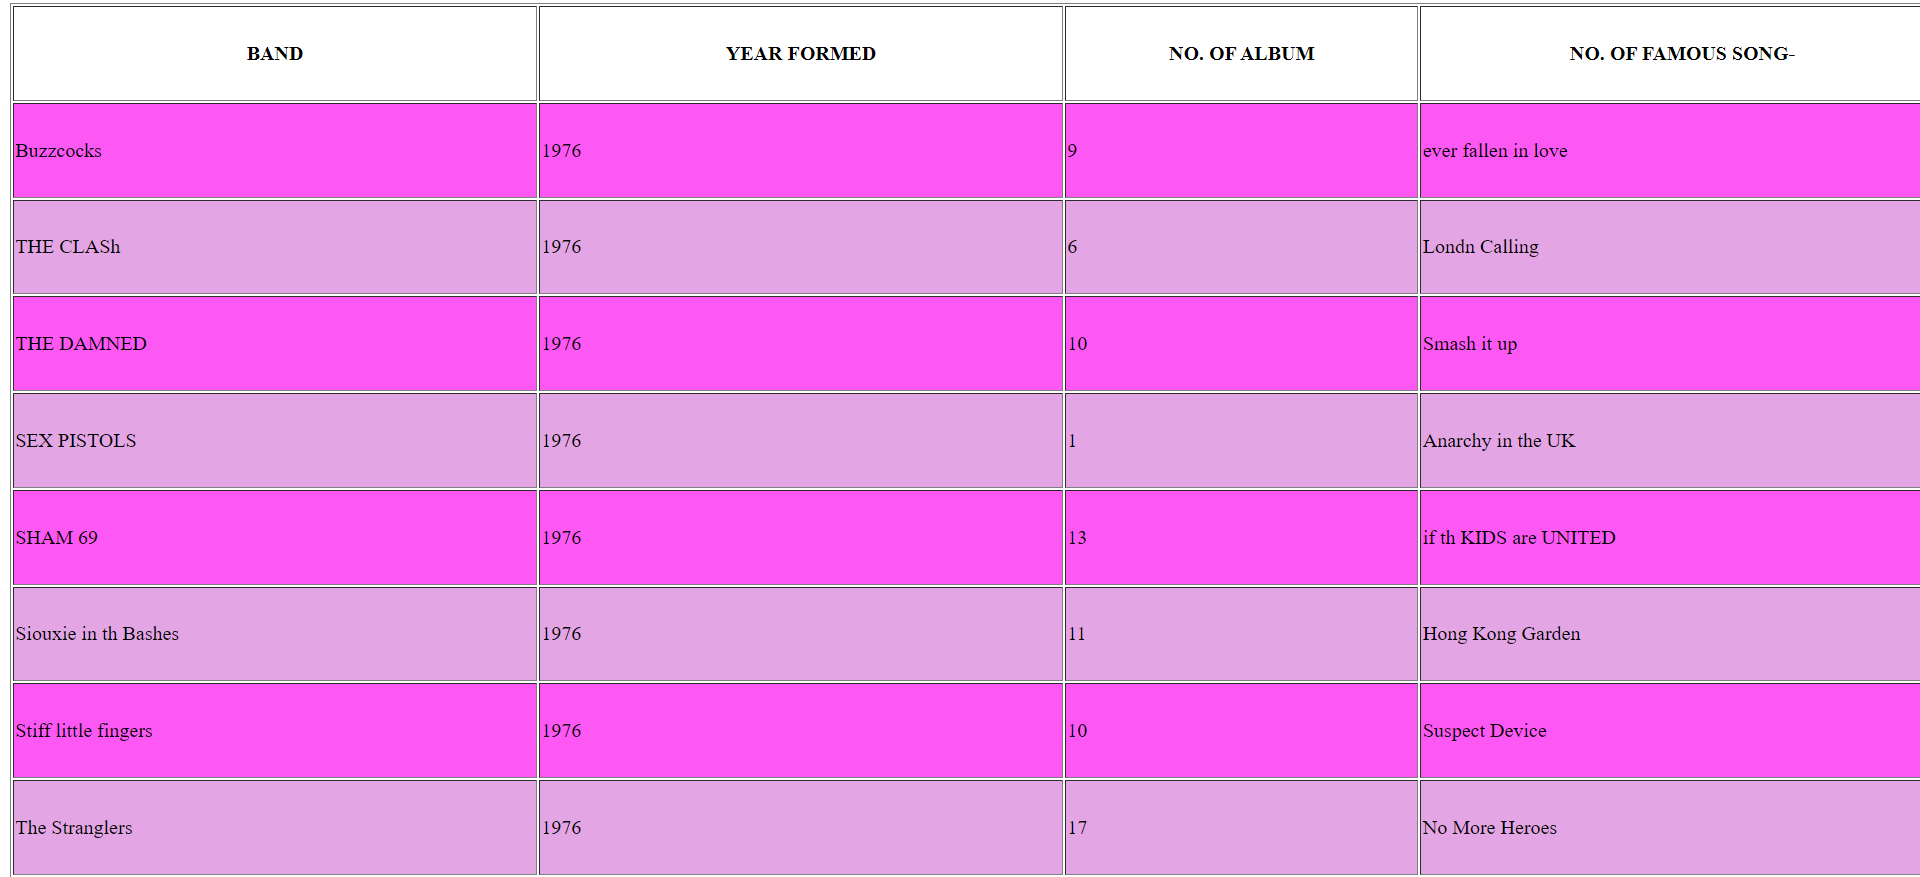 BAND YEAR FORMED NO. OF ALBUM NO. OF FAMOUS SONG-
Buzzcocks 1976 9 ever fallen in love
THE CLASh 1976 6 Londn Calling
THE DAMNED 1976 10 Smash it up
SEX PISTOLS 1976 1 Anarchy in the UK
SHAM 69 1976 13 if th KIDS are UNITED
Siouxie in th Bashes 1976 11 Hong Kong Garden
Stiff little fingers 1976 10 Suspect Device
The Stranglers 1976 17 No More Heroes